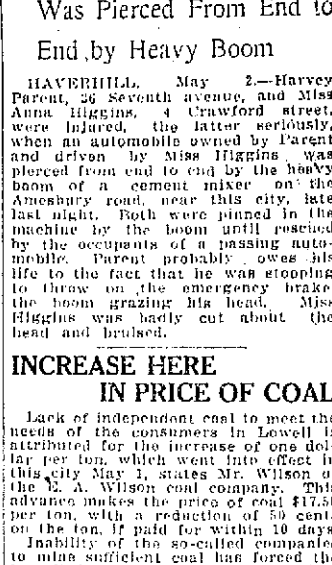 Was Pierced From End to
End by Heavy Boom
HAVERHILL, May 2.—Harvey
Parent, 26 Seventh avenue, and Miss
Anna Higgins, 4 Crawford street,
were injured, the latter seriously,
when an automobile owned by Parent
and driven by Miss Higgins was
pierced from end to end by the heavy
boom of a cement mixer on the
Amesbury road, near this city, late
last night. Both were pinned in the
machine by the boom until rescued
by the occupants of a passing auto-
mobile. Parent probably owes his
life to the fact that he was stooping
to throw on the emergency brake
the boom grazing his head. Miss
Higgins was badly cut about the
head and bruised.
INCREASE HERE
IN PRICE OF COAL
Lack of independent coal to meet the
needs of the consumers in Lowell is
attributed for the increase of one dol-
lar per ton, which went into effect in
this city May 1, states Mr. Wilson o
the E. A. Wilson coal company. This
advance makes the price of coal $17.50
per ton, with a reduction of 50 cent
on the ton, if paid for within 10 days
Inability of the so-called companie
to mine sufficient coal has forced the